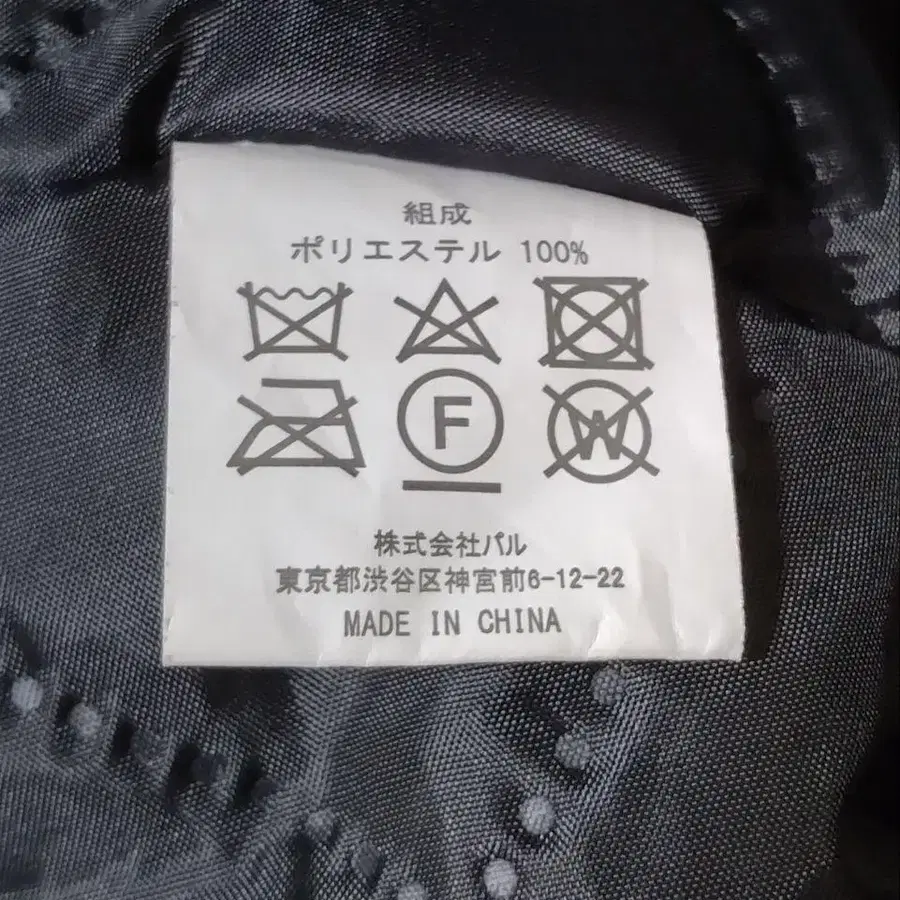 組成
ポリエステル 100%
F W
株式会社パル
東京都渋谷区神宮前6-12-22
MADE IN CHINA